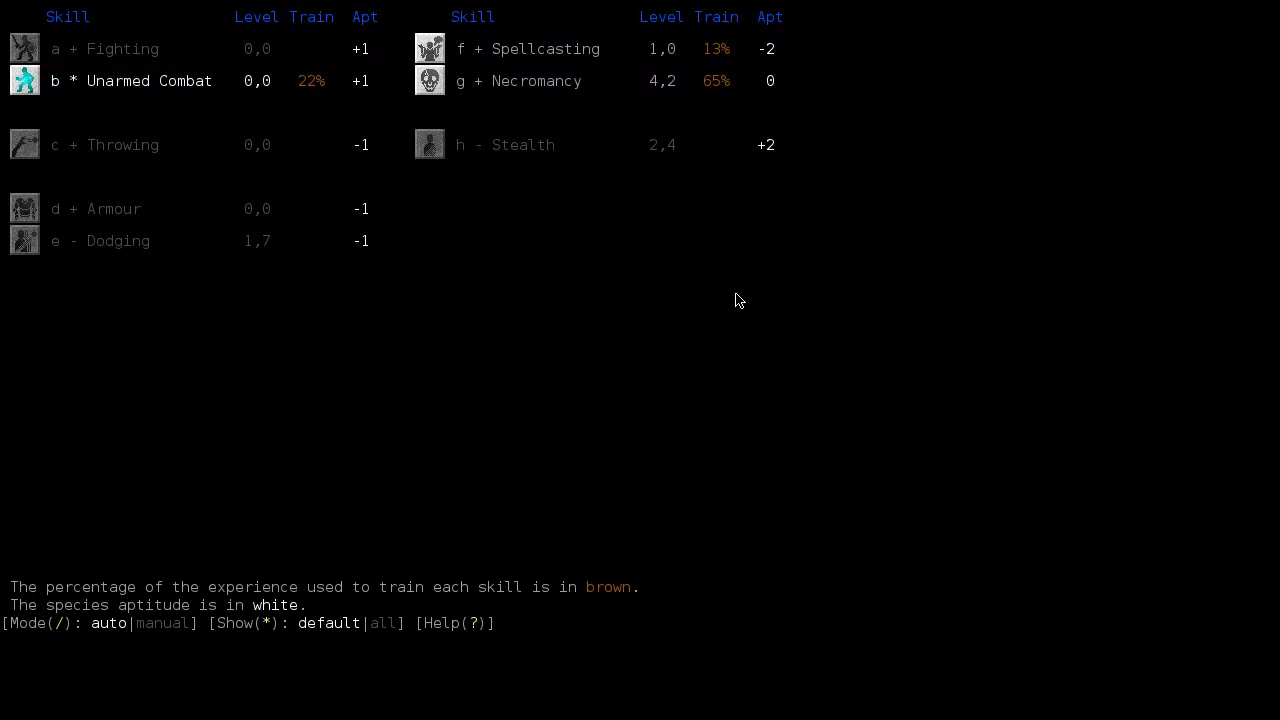 Skill Level Train Apt Skill Level Train Apt
a + Fighting 0,0 +1 f + Spellcasting 1,0 13% -2
b * Unarmed Combat 0,0 22% +1 g + Necromancy 4,2 65% 0
c + Throwing 0,0 -1 h - Stealth 2,4 +2
d + Armour 0,0 -1
e - Dodging 1,7 -1
The percentage of the experience used to train each skill is in brown.
The species aptitude is in white.
[Mode(/): auto|manual] [Show(*): default|all] [Help(?)]